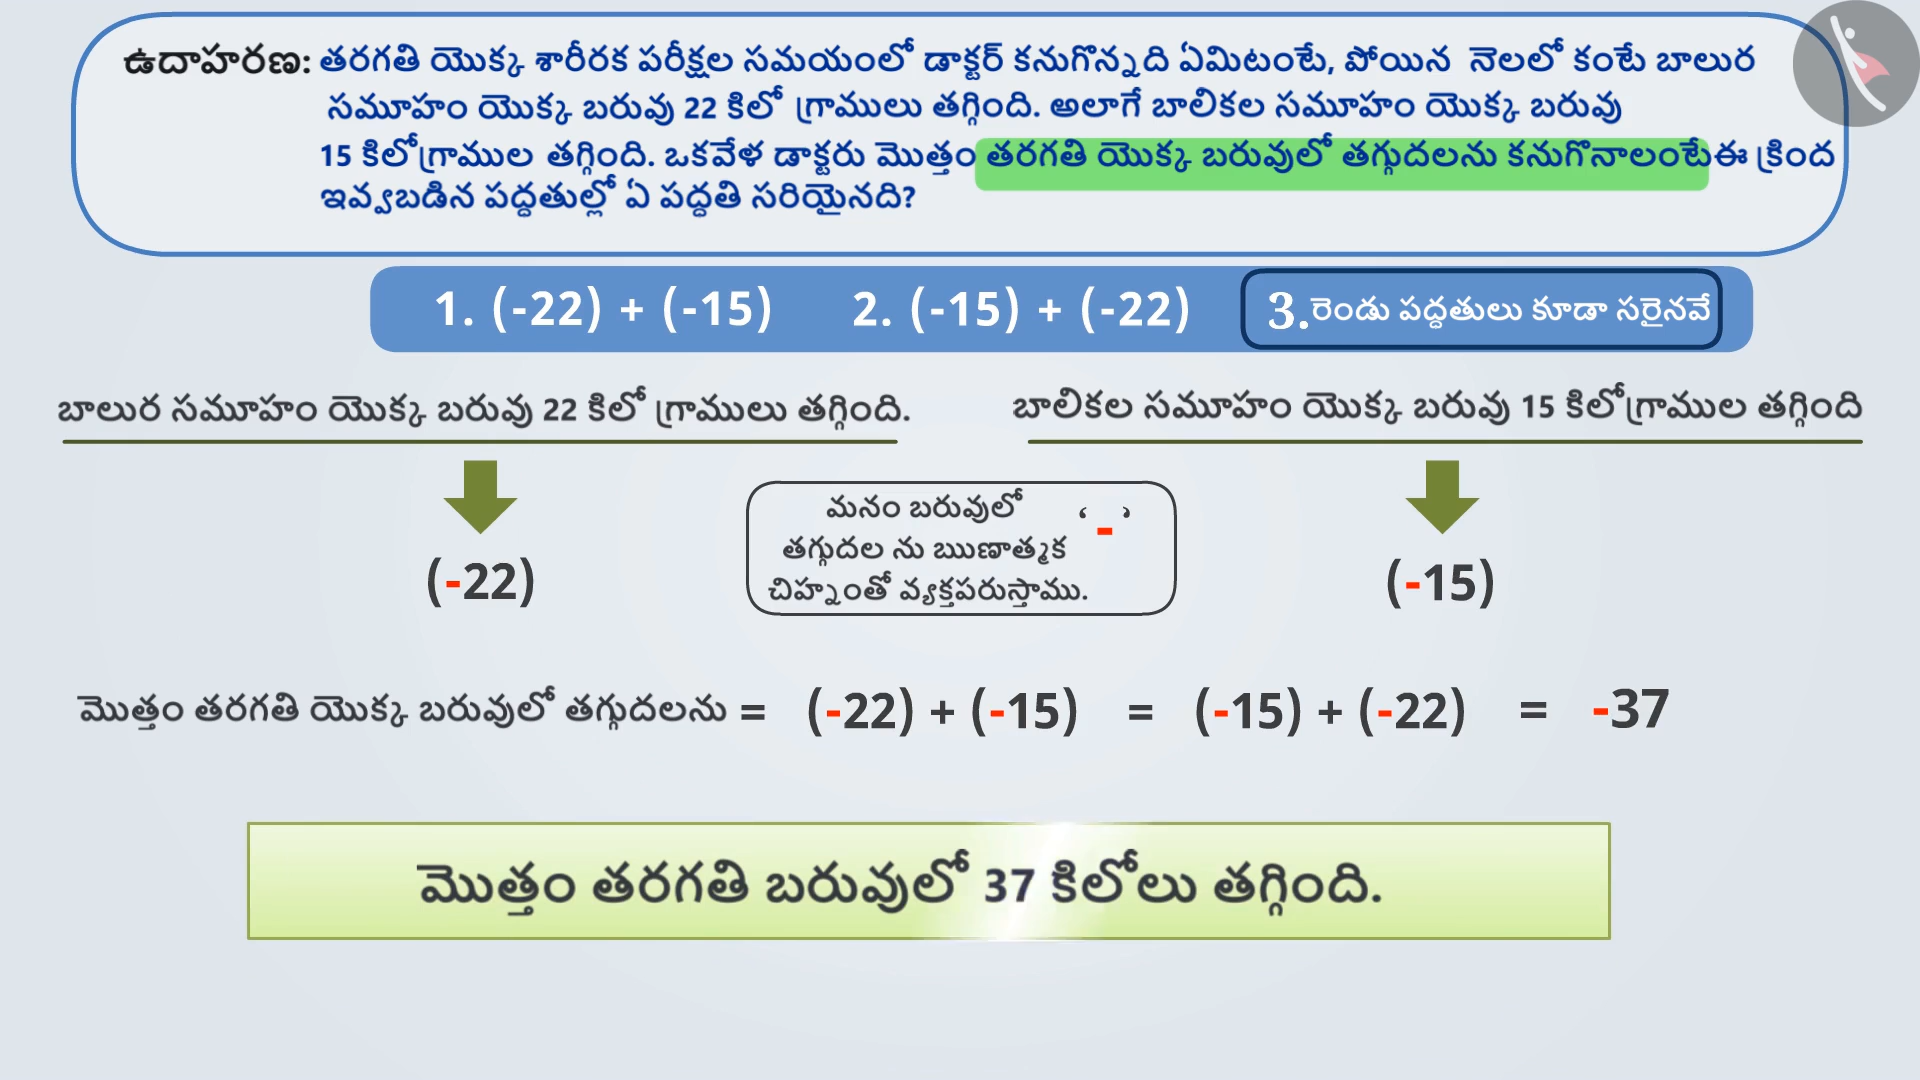 ఉదాహరణ: తరగతి యొక్క శారీరక పరీక్షల సమయంలో డాక్టర్ కనుగొన్నది ఏమిటంటే, పోయిన నెలలో కంటే బాలుర
సమూహం యొక్క బరువు 22 కిలో గ్రాములు తగ్గింది. అలాగే బాలికల సమూహం యొక్క బరువు
15 కిలోగ్రాముల తగ్గింది. ఒకవేళ డాక్టరు మొత్తం తరగతి యొక్క బరువులో తగ్గుదలను కనుగొనాలంటే ఈ క్రింద
ఇవ్వబడిన పద్ధతుల్లో ఏ పద్ధతి సరియైనది?
1. (-22) + (-15) 2. (-15) + (-22) 3. రెండు పద్ధతులు కూడా సరైనవే
బాలుర సమూహం యొక్క బరువు 22 కిలో గ్రాములు తగ్గింది. బాలికల సమూహం యొక్క బరువు 15 కిలోగ్రాముల తగ్గింది
మనం బరువులో
తగ్గుదల ను ఋణాత్మక ‘-’
చిహ్నంతో వ్యక్తపరుస్తాము.
(-22) (-15)
మొత్తం తరగతి యొక్క బరువులో తగ్గుదలను = (-22) + (-15) = (-15) + (-22) = -37
మొత్తం తరగతి బరువులో 37 కిలోలు తగ్గింది.